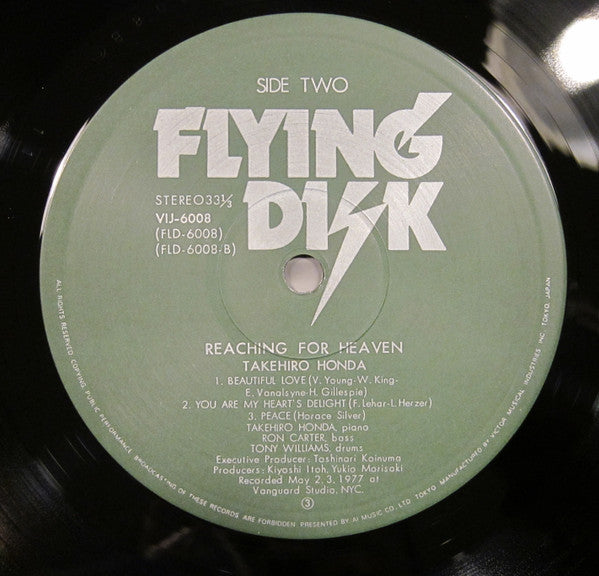 SIDE TWO
FLYING
DISK
STEREO 33⅓
VIJ-6008
(FLD-6008)
(FLD-6008-B)
REACHING FOR HEAVEN
TAKEHIRO HONDA
1. BEAUTIFUL LOVE (V. Young-W. King-
E. Vanalsyne-H. Gillespie)
2. YOU ARE MY HEART'S DELIGHT (F. Lehar-L. Herzer)
3. PEACE (Horace Silver)
TAKEHIRO HONDA, piano
RON CARTER, bass
TONY WILLIAMS, drums
Executive Producer: Toshinari Koinuma
Producers: Kiyoshi Itoh, Yukio Morisaki
Recorded May 2, 3, 1977 at
Vanguard Studio, NYC.
③
ALL RIGHTS RESERVED COPYING PUBLIC PERFORMANCE BROADCASTING OF THESE RECORDS ARE FORBIDDEN PRESENTED BY AI MUSIC CO., LTD. TOKYO MANUFACTURED BY VICTOR MUSICAL INDUSTRIES INC. TOKYO, JAPAN